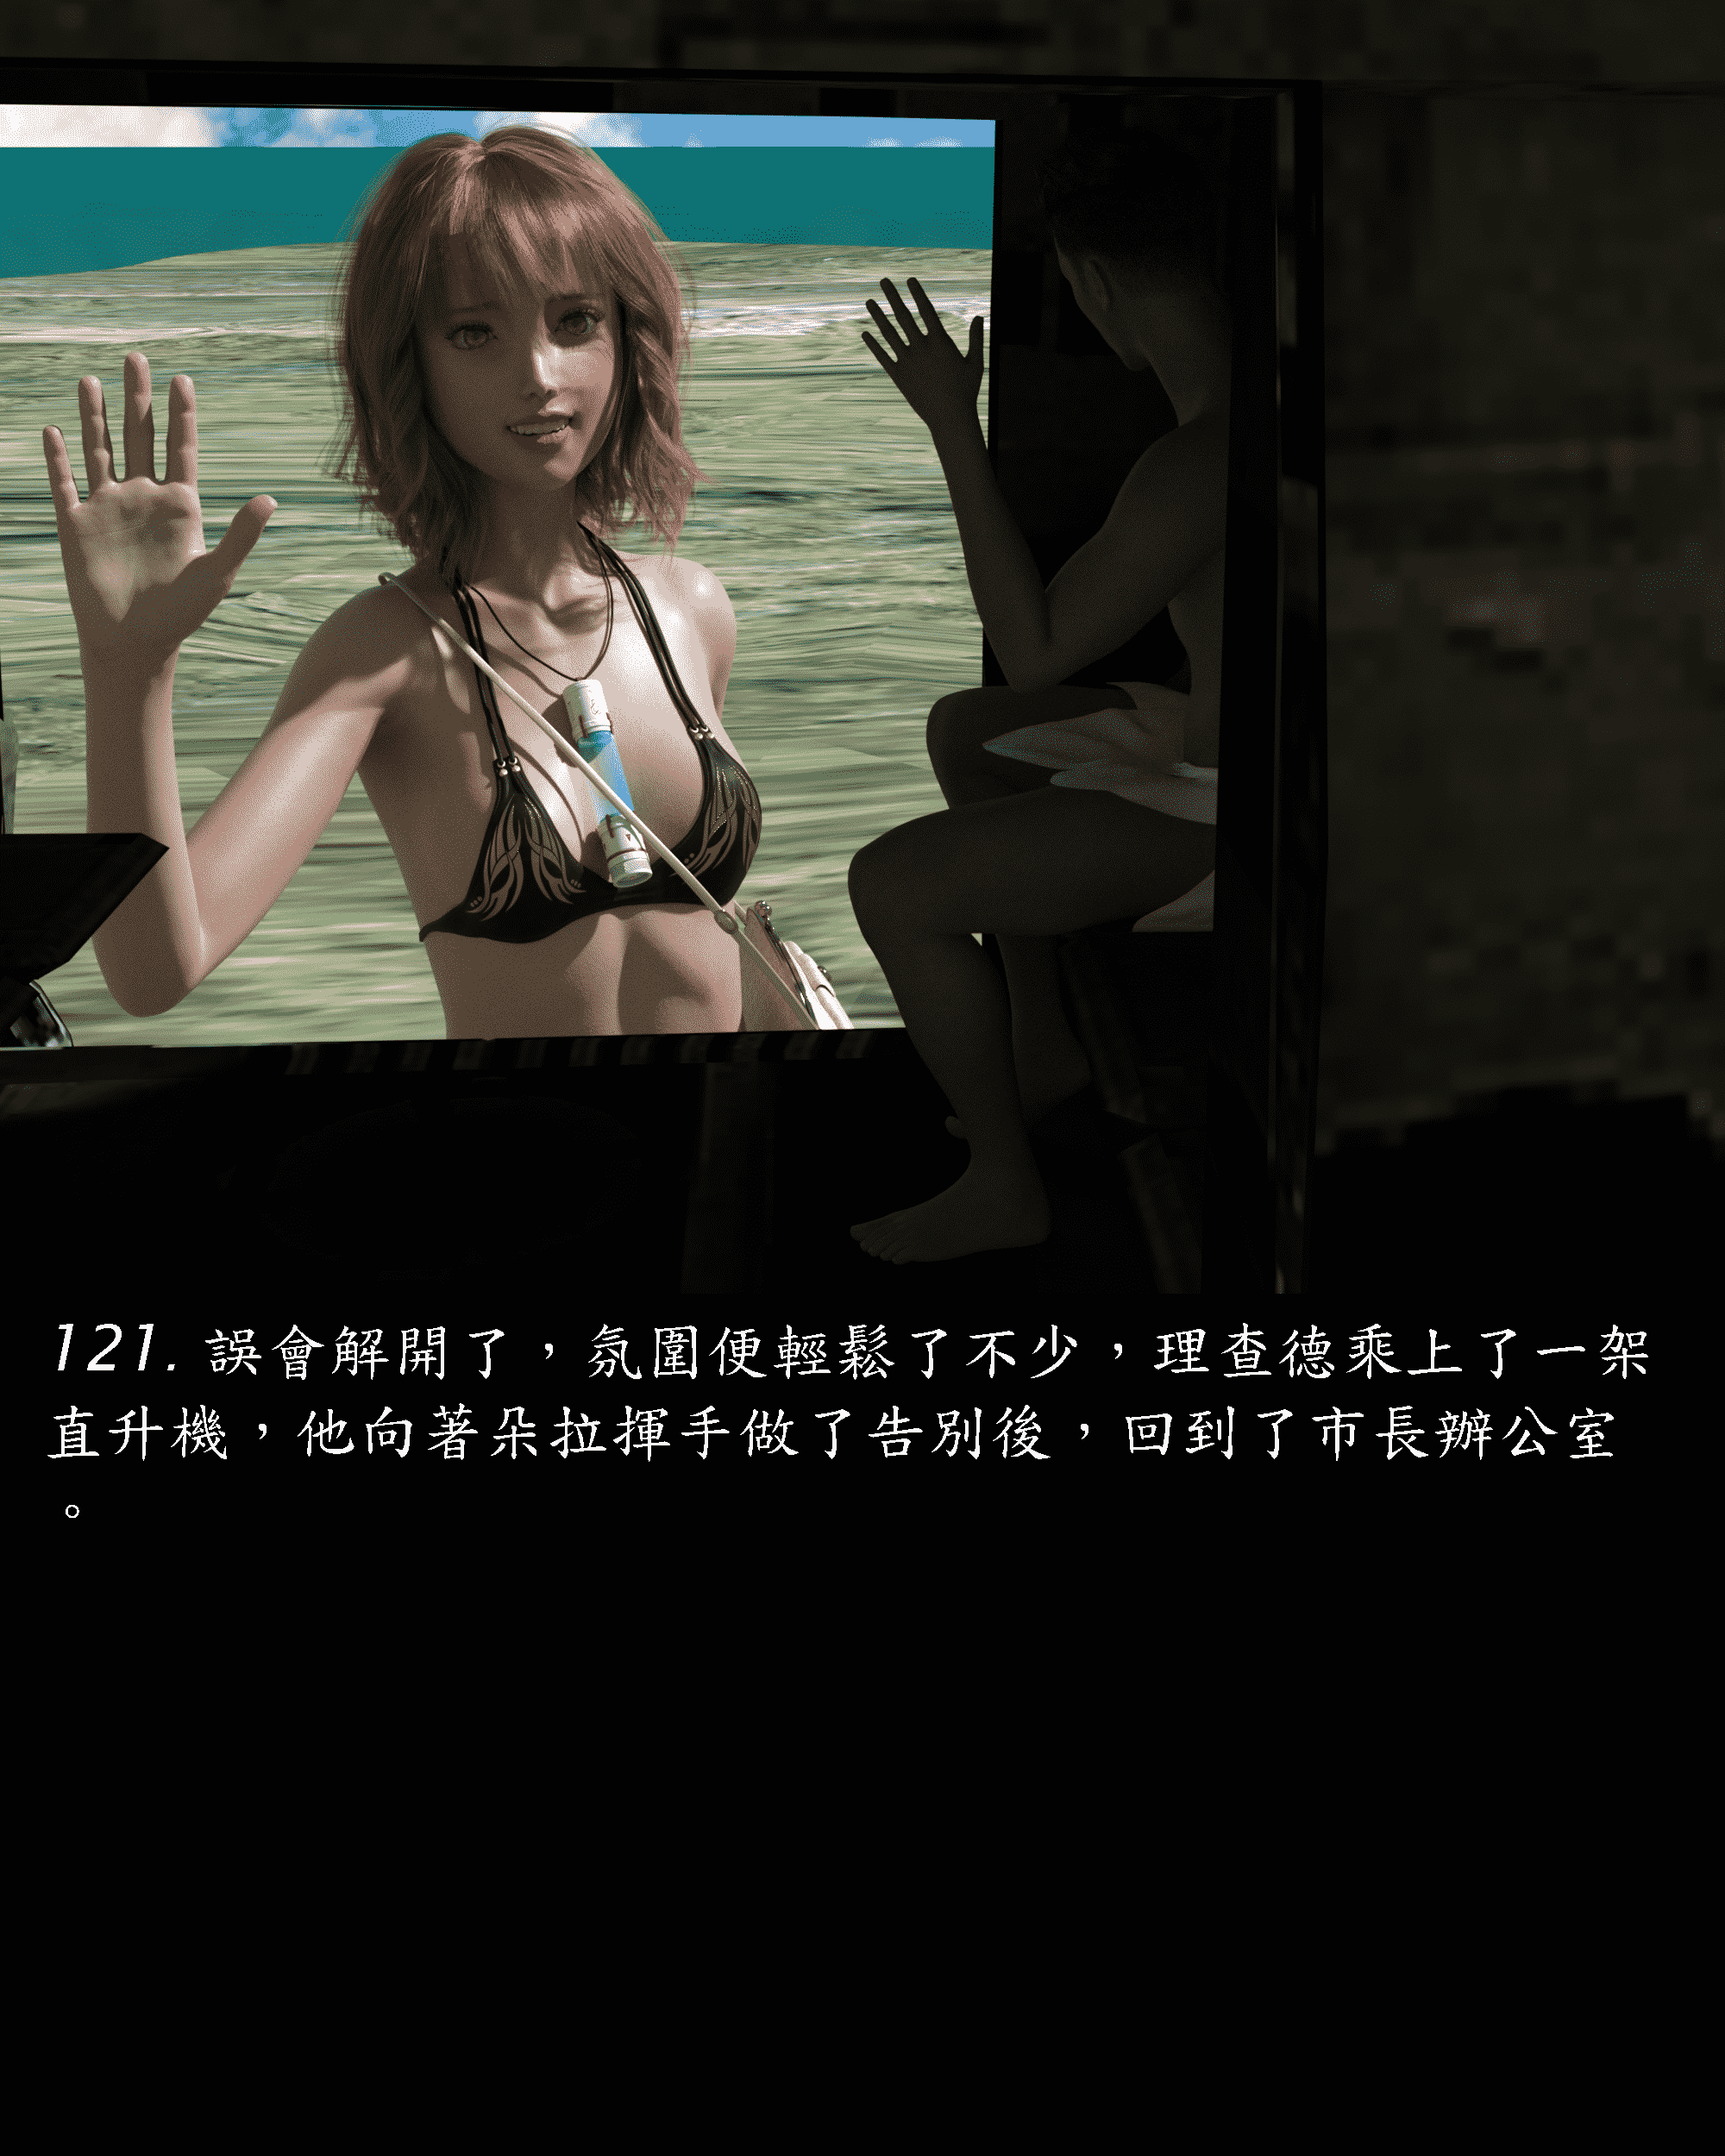 121. 誤會解開了，氛圍便輕鬆了不少，理查德乘上了一架
直升機，他向著朵拉揮手做了告別後，回到了市長辦公室
。